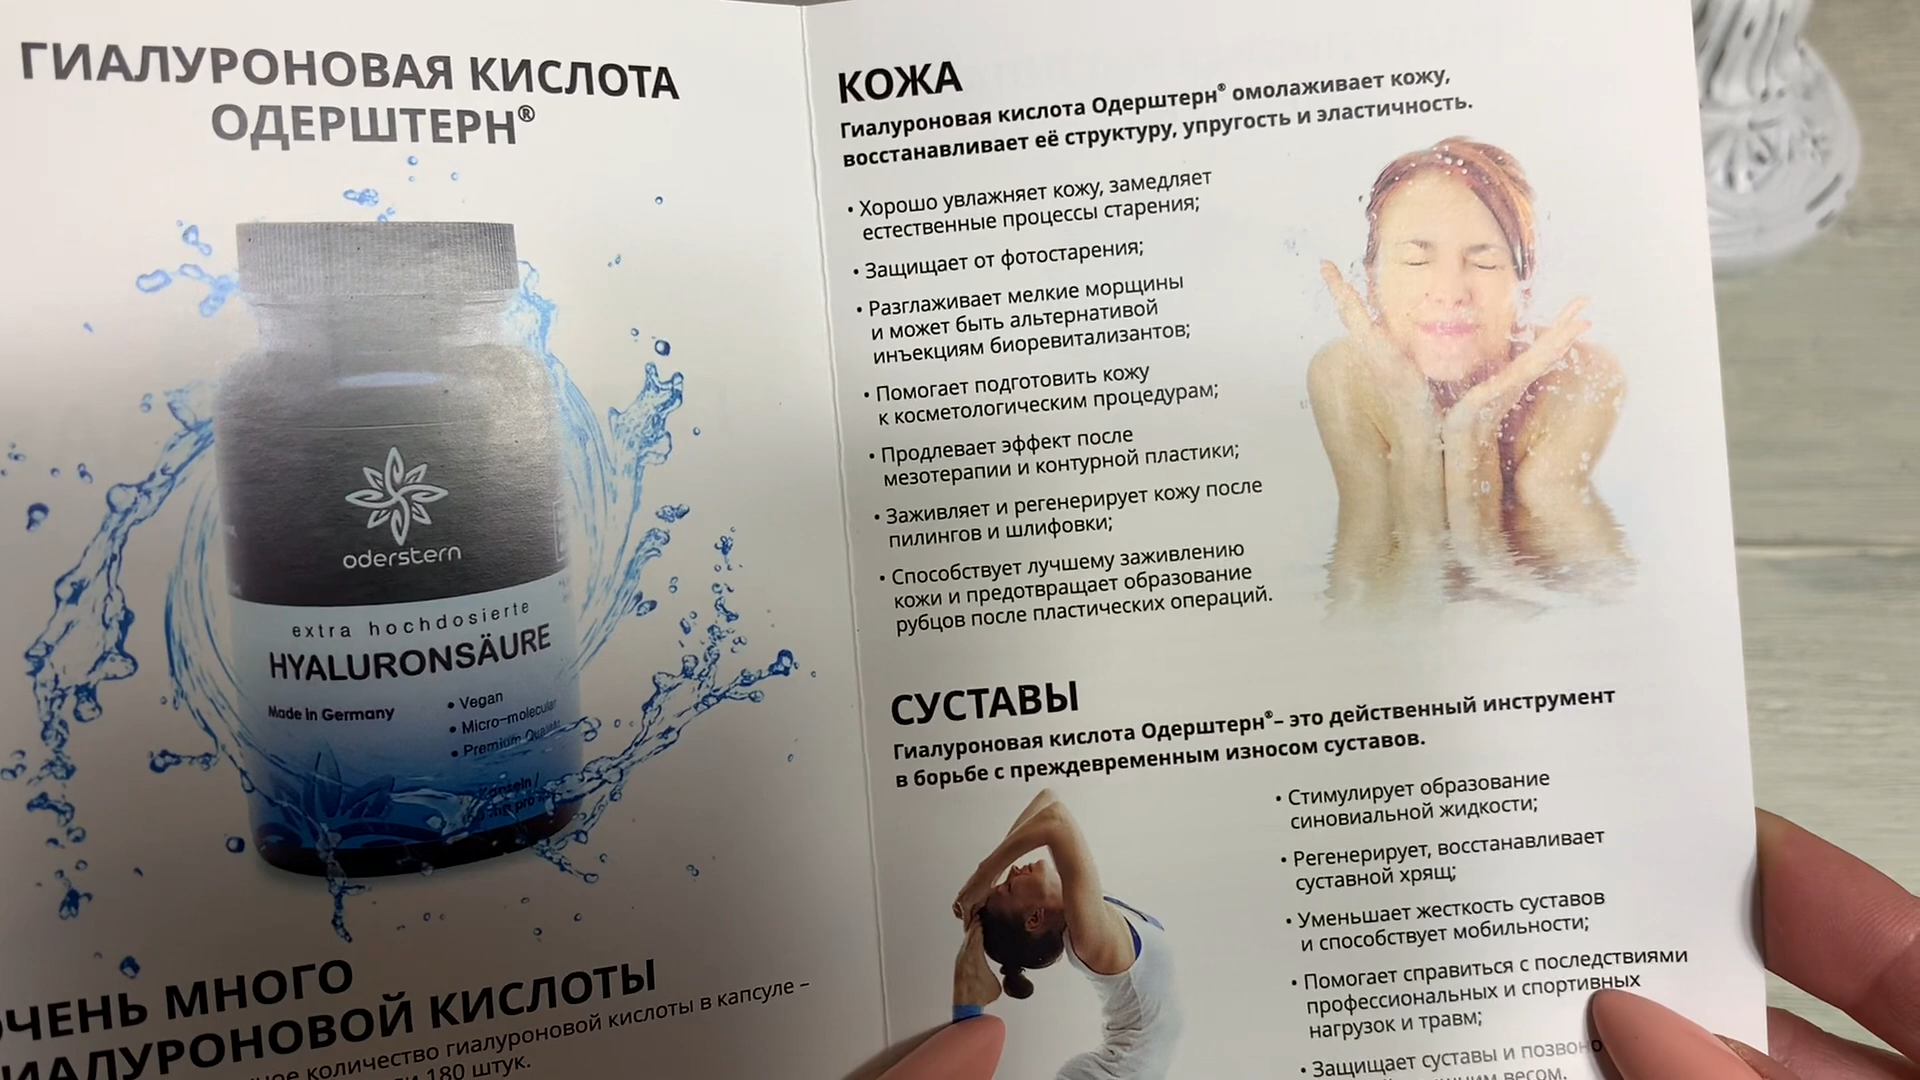 ГИАЛУРОНОВАЯ КИСЛОТА
ОДЕРШТЕРН®
oderstern
extra hochdosierte
HYALURONSÄURE
Made in Germany
• Vegan
• Micro-molecular
• Premium
ОЧЕНЬ МНОГО
ГИАЛУРОНОВОЙ КИСЛОТЫ
количество гиалуроновой кислоты в капсуле –
180 штук.
КОЖА
Гиалуроновая кислота Одерштерн® омолаживает кожу,
восстанавливает её структуру, упругость и эластичность.
• Хорошо увлажняет кожу, замедляет
естественные процессы старения;
• Защищает от фотостарения;
• Разглаживает мелкие морщины
и может быть альтернативой
инъекциям биоревитализантов;
• Помогает подготовить кожу
к косметологическим процедурам;
• Продлевает эффект после
мезотерапии и контурной пластики;
• Заживляет и регенерирует кожу после
пилингов и шлифовки;
• Способствует лучшему заживлению
кожи и предотвращает образование
рубцов после пластических операций.
СУСТАВЫ
Гиалуроновая кислота Одерштерн®– это действенный инструмент
в борьбе с преждевременным износом суставов.
• Стимулирует образование
синовиальной жидкости;
• Регенерирует, восстанавливает
суставной хрящ;
• Уменьшает жесткость суставов
и способствует мобильности;
• Помогает справиться с последствиями
профессиональных и спортивных
нагрузок и травм;
• Защищает суставы и
весом.